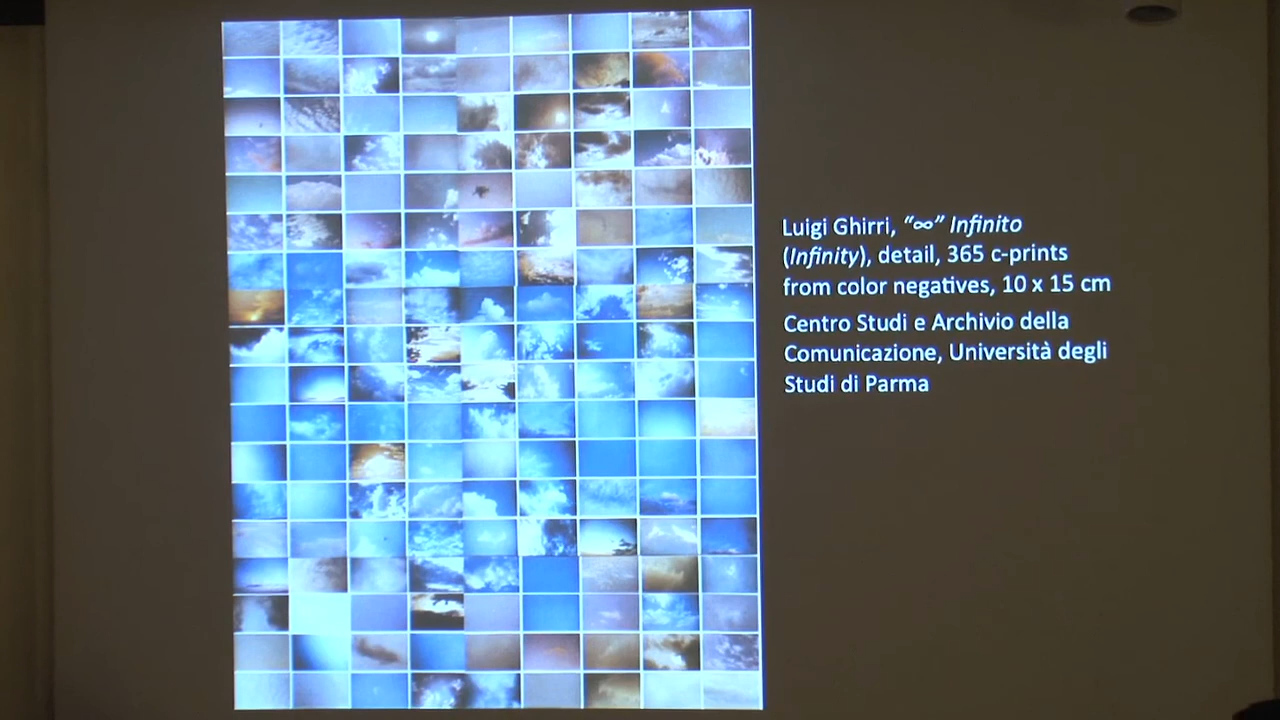 Luigi Ghirri, “∞” Infinito
(Infinity), detail, 365 c-prints
from color negatives, 10 x 15 cm
Centro Studi e Archivio della
Comunicazione, Università degli
Studi di Parma